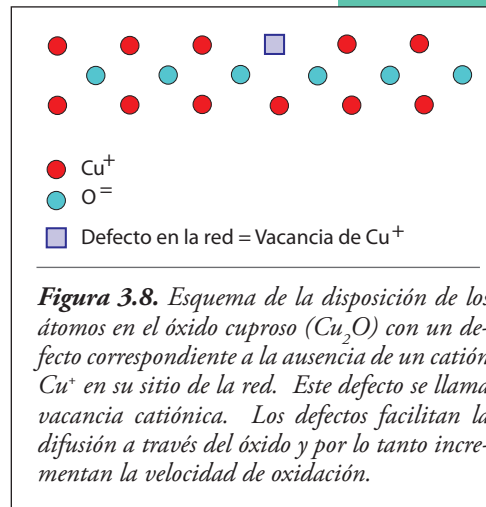 Cu⁺
O⁼
Defecto en la red = Vacancia de Cu⁺
Figura 3.8. Esquema de la disposición de los
átomos en el óxido cuproso (Cu₂O) con un de-
fecto correspondiente a la ausencia de un catión
Cu⁺ en su sitio de la red. Este defecto se llama
vacancia catiónica. Los defectos facilitan la
difusión a través del óxido y por lo tanto incre-
mentan la velocidad de oxidación.